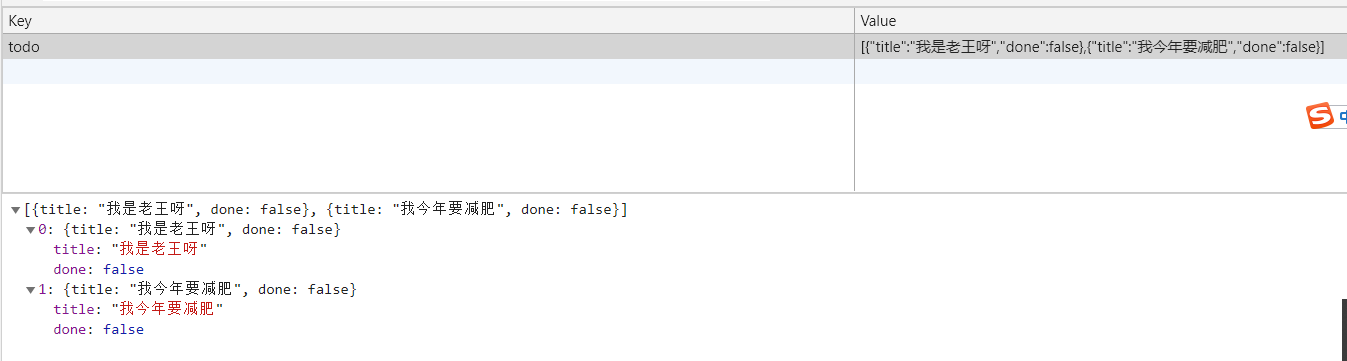 Key Value
todo [{"title":"我是老王呀","done":false},{"title":"我今年要减肥","done":false}]
S
▼[{title: "我是老王呀", done: false}, {title: "我今年要减肥", done: false}]
▼0: {title: "我是老王呀", done: false}
title: "我是老王呀"
done: false
▼1: {title: "我今年要减肥", done: false}
title: "我今年要减肥"
done: false